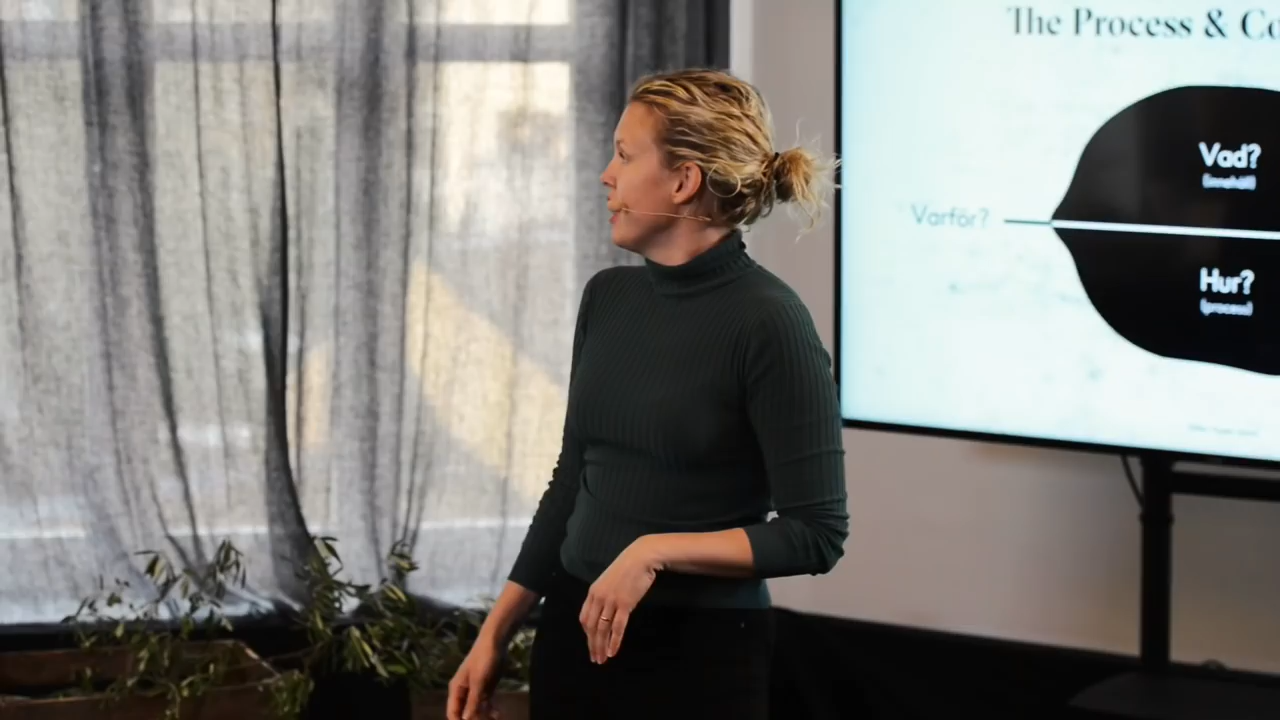 The Process & Co
Vad?
(innehåll)
Varför?
Hur?
(process)